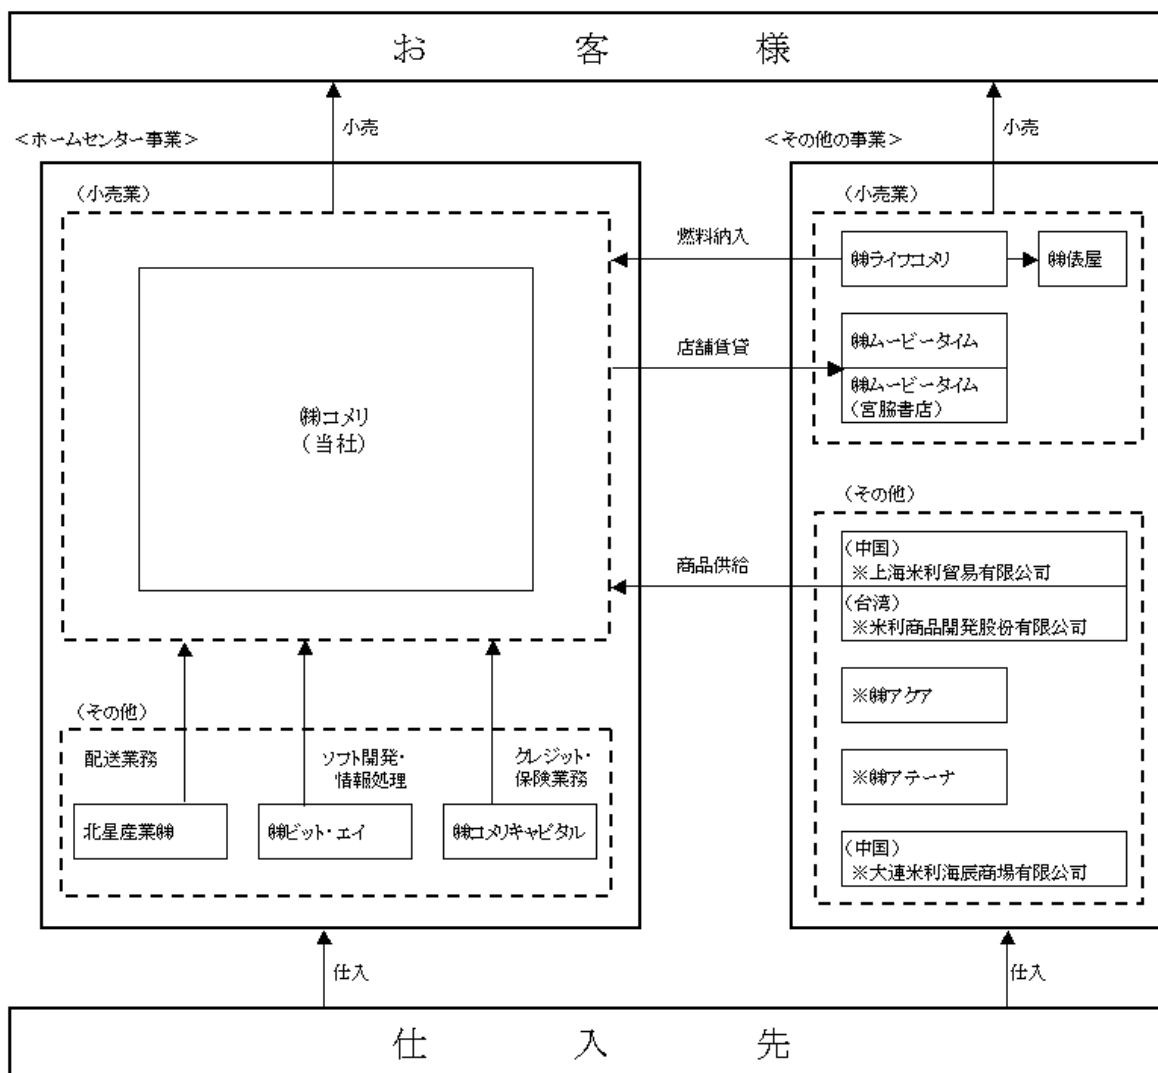 お客様
小売
小売
<ホームセンター事業>
<その他の事業>
（小売業）
（小売業）
燃料納入
㈱ライフコメリ
㈱俵屋
店舗賃貸
㈱ムービータイム
㈱ムービータイム
（宮脇書店）
㈱コメリ
（当社）
（その他）
商品供給
（中国）
※上海米利貿易有限公司
（台湾）
※米利商品開発股份有限公司
※㈱アクア
（その他）
配送業務
ソフト開発・
情報処理
クレジット・
保険業務
※㈱アテーナ
北星産業㈱
㈱ビット・エイ
㈱コメリキャピタル
（中国）
※大連米利海辰商場有限公司
仕入
仕入
仕入先